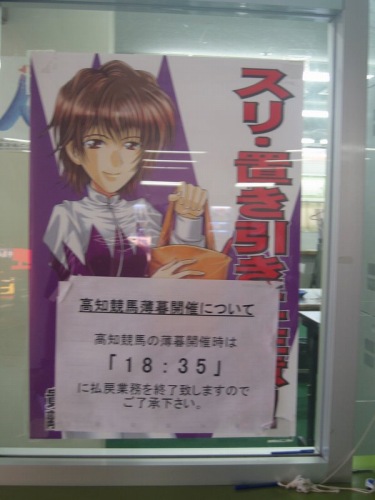 スリ・置き引き
高知競馬薄暮開催について
高知競馬の薄暮開催時は
「18:35」
に払戻業務を終了致しますので
ご了承下さい。